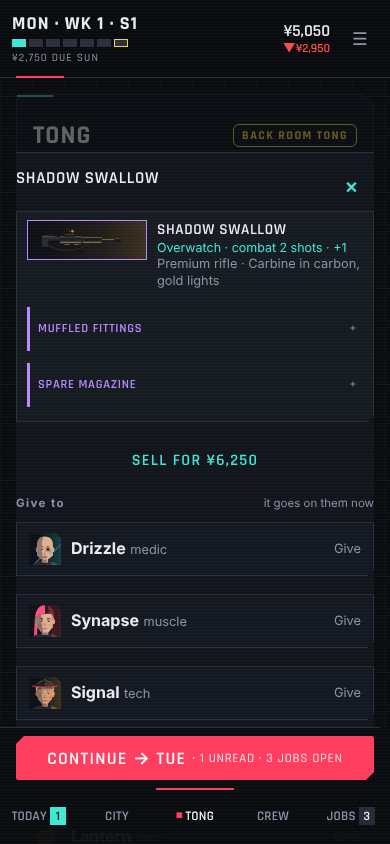 MON · WK 1 · S1
¥5,050
▼¥2,950
¥2,750 DUE SUN
TONG
BACK ROOM TONG
SHADOW SWALLOW
×
SHADOW SWALLOW
Overwatch · combat 2 shots · +1
Premium rifle · Carbine in carbon,
gold lights
MUFFLED FITTINGS +
SPARE MAGAZINE +
SELL FOR ¥6,250
Give to it goes on them now
Drizzle medic Give
Synapse muscle Give
Signal tech Give
CONTINUE → TUE · 1 UNREAD · 3 JOBS OPEN
TODAY 1 CITY TONG CREW JOBS 3
Lantern